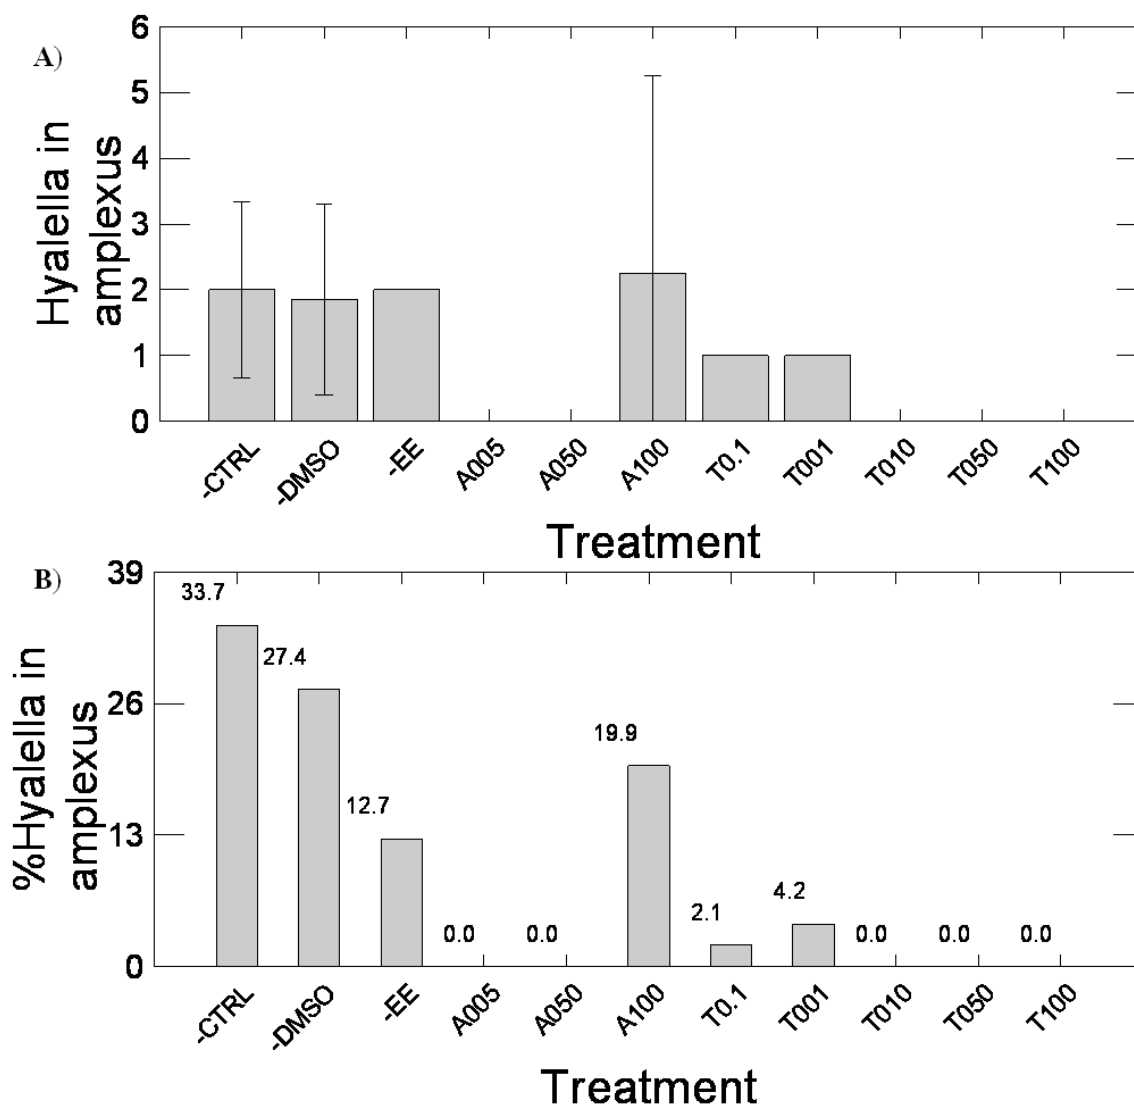 A)
Hyalella in
amplexus
6
5
4
3
2
1
0
-CTRL
-DMSO
-EE
A005
A050
A100
T0.1
T001
T010
T050
T100
Treatment
B)
%Hyalella in
amplexus
39
26
13
0
33.7
27.4
12.7
0.0
0.0
19.9
2.1
4.2
0.0
0.0
0.0
-CTRL
-DMSO
-EE
A005
A050
A100
T0.1
T001
T010
T050
T100
Treatment